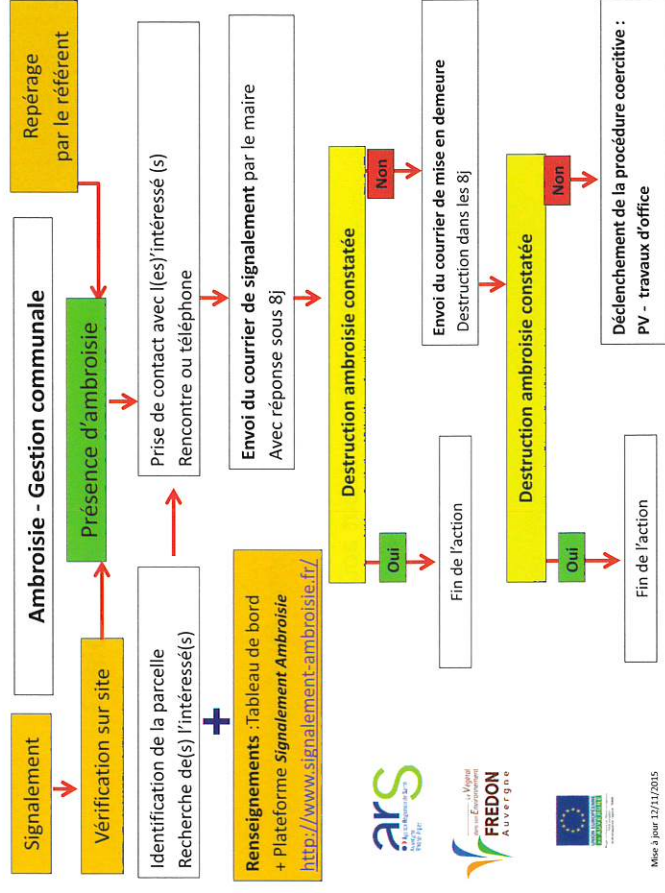 Signalement
Ambroisie - Gestion communale
Repérage
par le référent
Vérification sur site
Présence d'ambroisie
Identification de la parcelle
Recherche de(s) l'intéressé(s)
Prise de contact avec l(es)'intéressé (s)
Rencontre ou téléphone
Renseignements :Tableau de bord
+ Plateforme Signalement Ambroisie
http://www.signalement-ambroisie.fr/
Envoi du courrier de signalement par le maire
Avec réponse sous 8j
Destruction ambroisie constatée
Oui
Non
Fin de l'action
Envoi du courrier de mise en demeure
Destruction dans les 8j
Destruction ambroisie constatée
Oui
Non
Fin de l'action
Déclenchement de la procédure coercitive :
PV - travaux d'office
ars
Le Végétal
dans son Environnement
FREDON
Auvergne
Mise à jour 12/11/2015